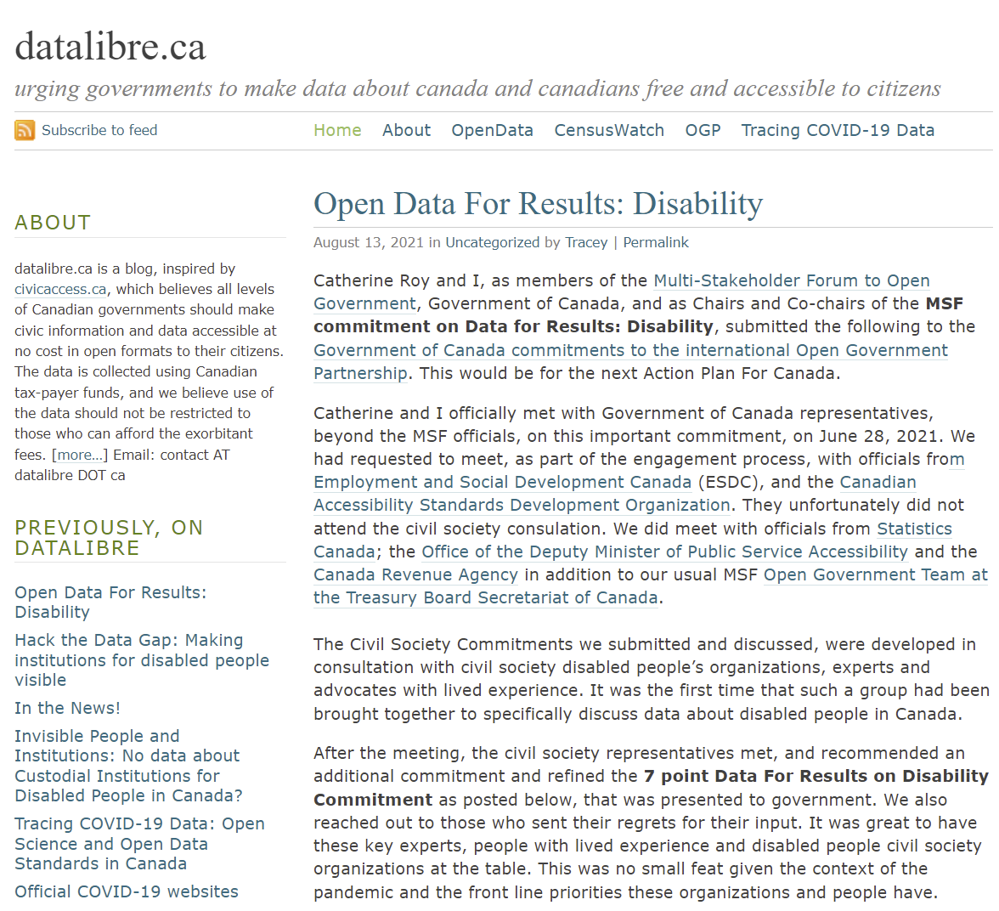 datalibre.ca
urging governments to make data about canada and canadians free and accessible to citizens
Subscribe to feed
Home About OpenData CensusWatch OGP Tracing COVID-19 Data
ABOUT
datalibre.ca is a blog, inspired by
civicaccess.ca, which believes all levels
of Canadian governments should make
civic information and data accessible at
no cost in open formats to their citizens.
The data is collected using Canadian
tax-payer funds, and we believe use of
the data should not be restricted to
those who can afford the exorbitant
fees. [more...] Email: contact AT
datalibre DOT ca
PREVIOUSLY, ON
DATALIBRE
Open Data For Results:
Disability
Hack the Data Gap: Making
institutions for disabled people
visible
In the News!
Invisible People and
Institutions: No data about
Custodial Institutions for
Disabled People in Canada?
Tracing COVID-19 Data: Open
Science and Open Data
Standards in Canada
Official COVID-19 websites
Open Data For Results: Disability
August 13, 2021 in Uncategorized by Tracey | Permalink
Catherine Roy and I, as members of the Multi-Stakeholder Forum to Open
Government, Government of Canada, and as Chairs and Co-chairs of the MSF
commitment on Data for Results: Disability, submitted the following to the
Government of Canada commitments to the international Open Government
Partnership. This would be for the next Action Plan For Canada.
Catherine and I officially met with Government of Canada representatives,
beyond the MSF officials, on this important commitment, on June 28, 2021. We
had requested to meet, as part of the engagement process, with officials from
Employment and Social Development Canada (ESDC), and the Canadian
Accessibility Standards Development Organization. They unfortunately did not
attend the civil society consulation. We did meet with officials from Statistics
Canada; the Office of the Deputy Minister of Public Service Accessibility and the
Canada Revenue Agency in addition to our usual MSF Open Government Team at
the Treasury Board Secretariat of Canada.
The Civil Society Commitments we submitted and discussed, were developed in
consultation with civil society disabled people’s organizations, experts and
advocates with lived experience. It was the first time that such a group had been
brought together to specifically discuss data about disabled people in Canada.
After the meeting, the civil society representatives met, and recommended an
additional commitment and refined the 7 point Data For Results on Disability
Commitment as posted below, that was presented to government. We also
reached out to those who sent their regrets for their input. It was great to have
these key experts, people with lived experience and disabled people civil society
organizations at the table. This was no small feat given the context of the
pandemic and the front line priorities these organizations and people have.